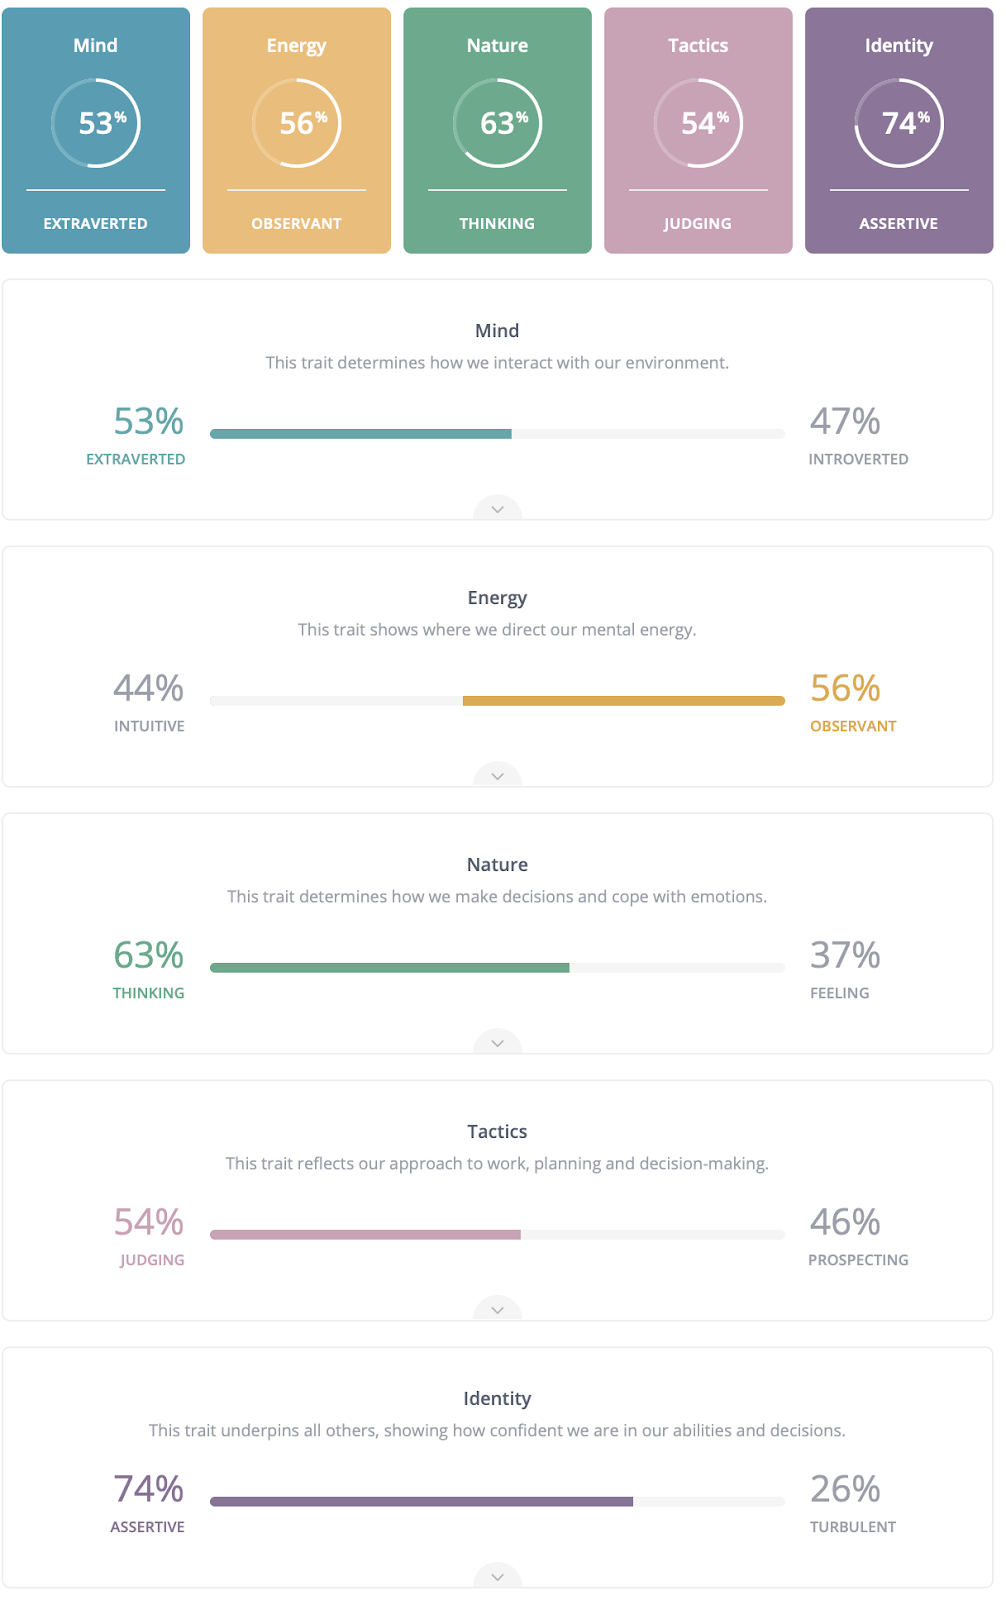 Mind Energy Nature Tactics Identity
53% 56% 63% 54% 74%
EXTRAVERTED OBSERVANT THINKING JUDGING ASSERTIVE
Mind
This trait determines how we interact with our environment.
53% 47%
EXTRAVERTED INTROVERTED
Energy
This trait shows where we direct our mental energy.
44% 56%
INTUITIVE OBSERVANT
Nature
This trait determines how we make decisions and cope with emotions.
63% 37%
THINKING FEELING
Tactics
This trait reflects our approach to work, planning and decision-making.
54% 46%
JUDGING PROSPECTING
Identity
This trait underpins all others, showing how confident we are in our abilities and decisions.
74% 26%
ASSERTIVE TURBULENT